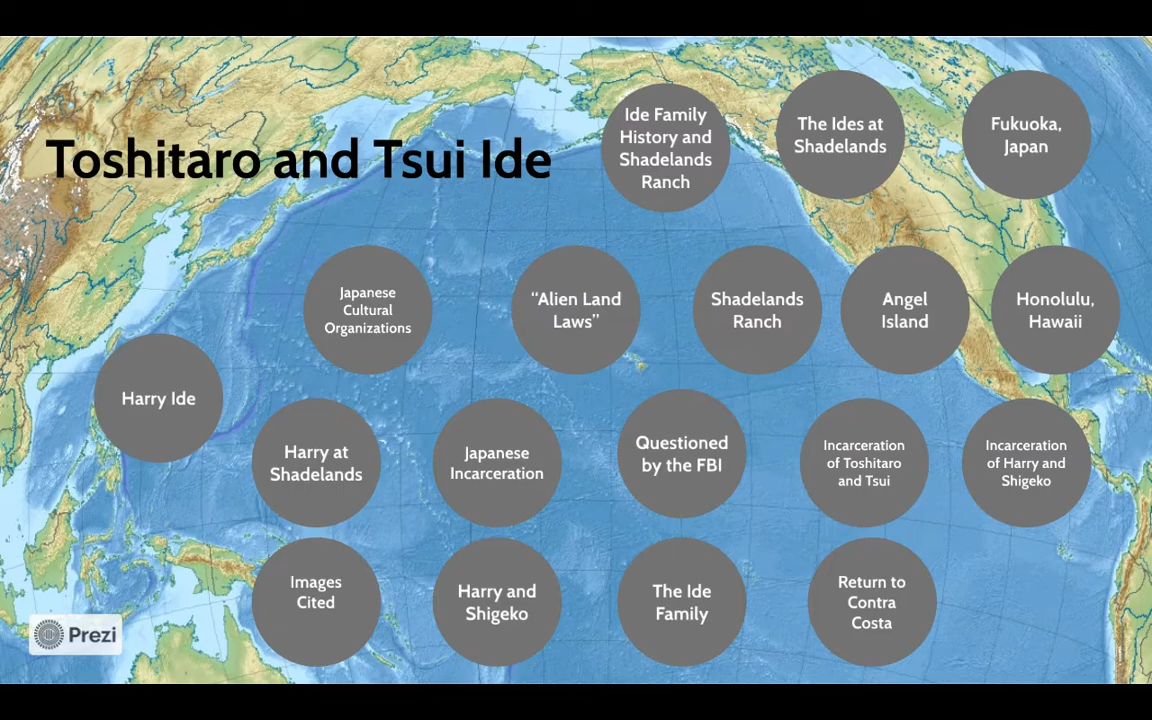 Toshitaro and Tsui Ide
Ide Family
History and
Shadelands
Ranch
The Ides at
Shadelands
Fukuoka,
Japan
Japanese
Cultural
Organizations
“Alien Land
Laws”
Shadelands
Ranch
Angel
Island
Honolulu,
Hawaii
Harry Ide
Harry at
Shadelands
Japanese
Incarceration
Questioned
by the FBI
Incarceration
of Toshitaro
and Tsui
Incarceration
of Harry and
Shigeko
Images
Cited
Harry and
Shigeko
The Ide
Family
Return to
Contra
Costa
Prezi